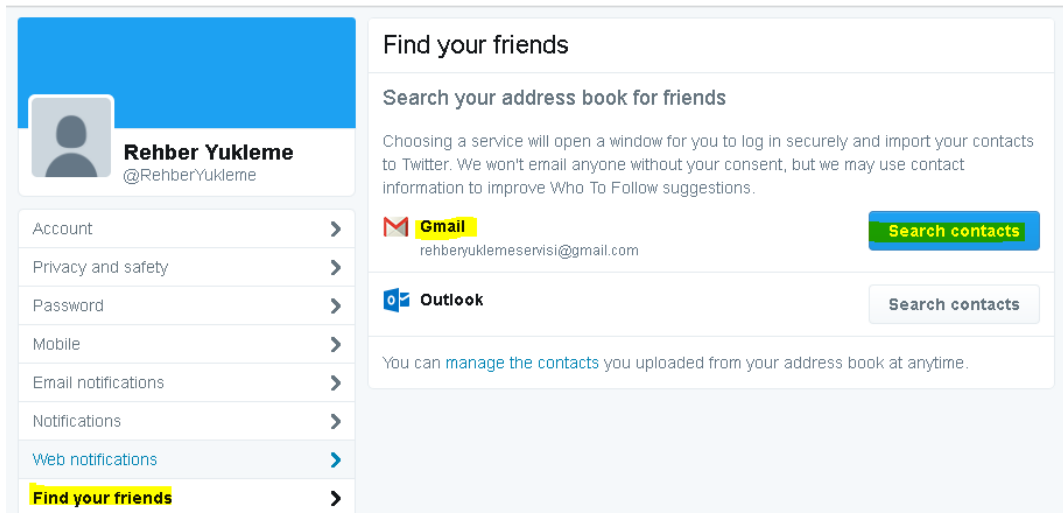 Rehber Yukleme
@RehberYukleme
Account
Privacy and safety
Password
Mobile
Email notifications
Notifications
Web notifications
Find your friends
Find your friends
Search your address book for friends
Choosing a service will open a window for you to log in securely and import your contacts
to Twitter. We won't email anyone without your consent, but we may use contact
information to improve Who To Follow suggestions.
Gmail
Search contacts
rehberyuklemeservisi@gmail.com
Outlook
Search contacts
You can manage the contacts you uploaded from your address book at anytime.